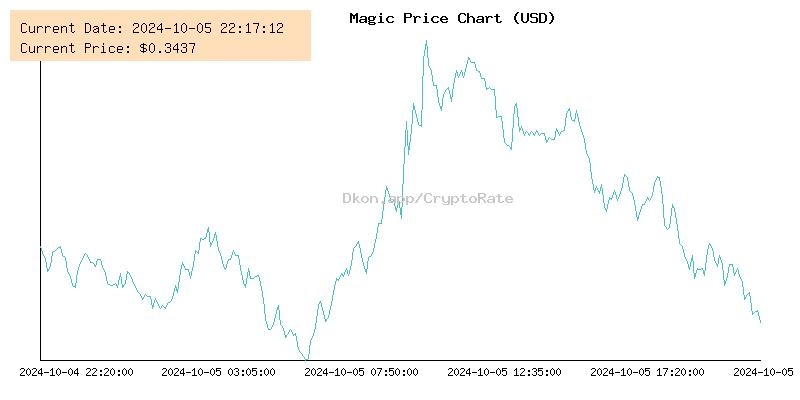 Magic Price Chart (USD)
Current Date: 2024-10-05 22:17:12
Current Price: $0.3437
Dkon.app/CryptoRate
2024-10-04 22:20:00 2024-10-05 03:05:00 2024-10-05 07:50:00 2024-10-05 12:35:00 2024-10-05 17:20:00 2024-10-05